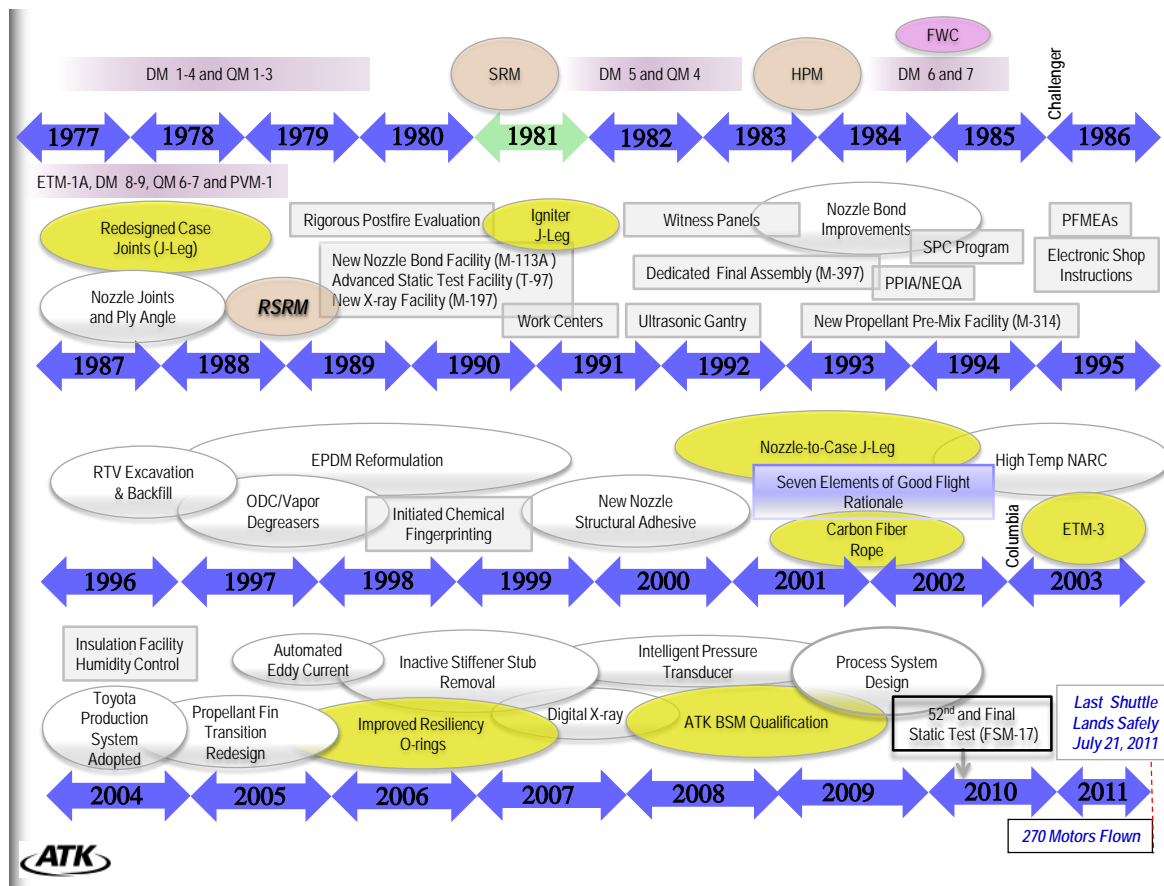 FWC
DM 1-4 and QM 1-3
SRM
DM 5 and QM 4
HPM
DM 6 and 7
Challenger
1977
1978
1979
1980
1981
1982
1983
1984
1985
1986
ETM-1A, DM 8-9, QM 6-7 and PVM-1
Redesigned Case
Joints (J-Leg)
Nozzle Joints
and Ply Angle
RSRM
Rigorous Postfire Evaluation
Igniter
J-Leg
New Nozzle Bond Facility (M-113A )
Advanced Static Test Facility (T-97)
New X-ray Facility (M-197)
Work Centers
Witness Panels
Nozzle Bond
Improvements
SPC Program
Dedicated Final Assembly (M-397)
PPIA/NEQA
Ultrasonic Gantry
New Propellant Pre-Mix Facility (M-314)
PFMEAs
Electronic Shop
Instructions
1987
1988
1989
1990
1991
1992
1993
1994
1995
RTV Excavation
& Backfill
EPDM Reformulation
ODC/Vapor
Degreasers
Initiated Chemical
Fingerprinting
New Nozzle
Structural Adhesive
Nozzle-to-Case J-Leg
Seven Elements of Good Flight
Rationale
Carbon Fiber
Rope
High Temp NARC
Columbia
ETM-3
1996
1997
1998
1999
2000
2001
2002
2003
Insulation Facility
Humidity Control
Toyota
Production
System
Adopted
Propellant Fin
Transition
Redesign
Automated
Eddy Current
Inactive Stiffener Stub
Removal
Improved Resiliency
O-rings
Digital X-ray
Intelligent Pressure
Transducer
ATK BSM Qualification
Process System
Design
52nd and Final
Static Test (FSM-17)
Last Shuttle
Lands Safely
July 21, 2011
2004
2005
2006
2007
2008
2009
2010
2011
270 Motors Flown
ATK